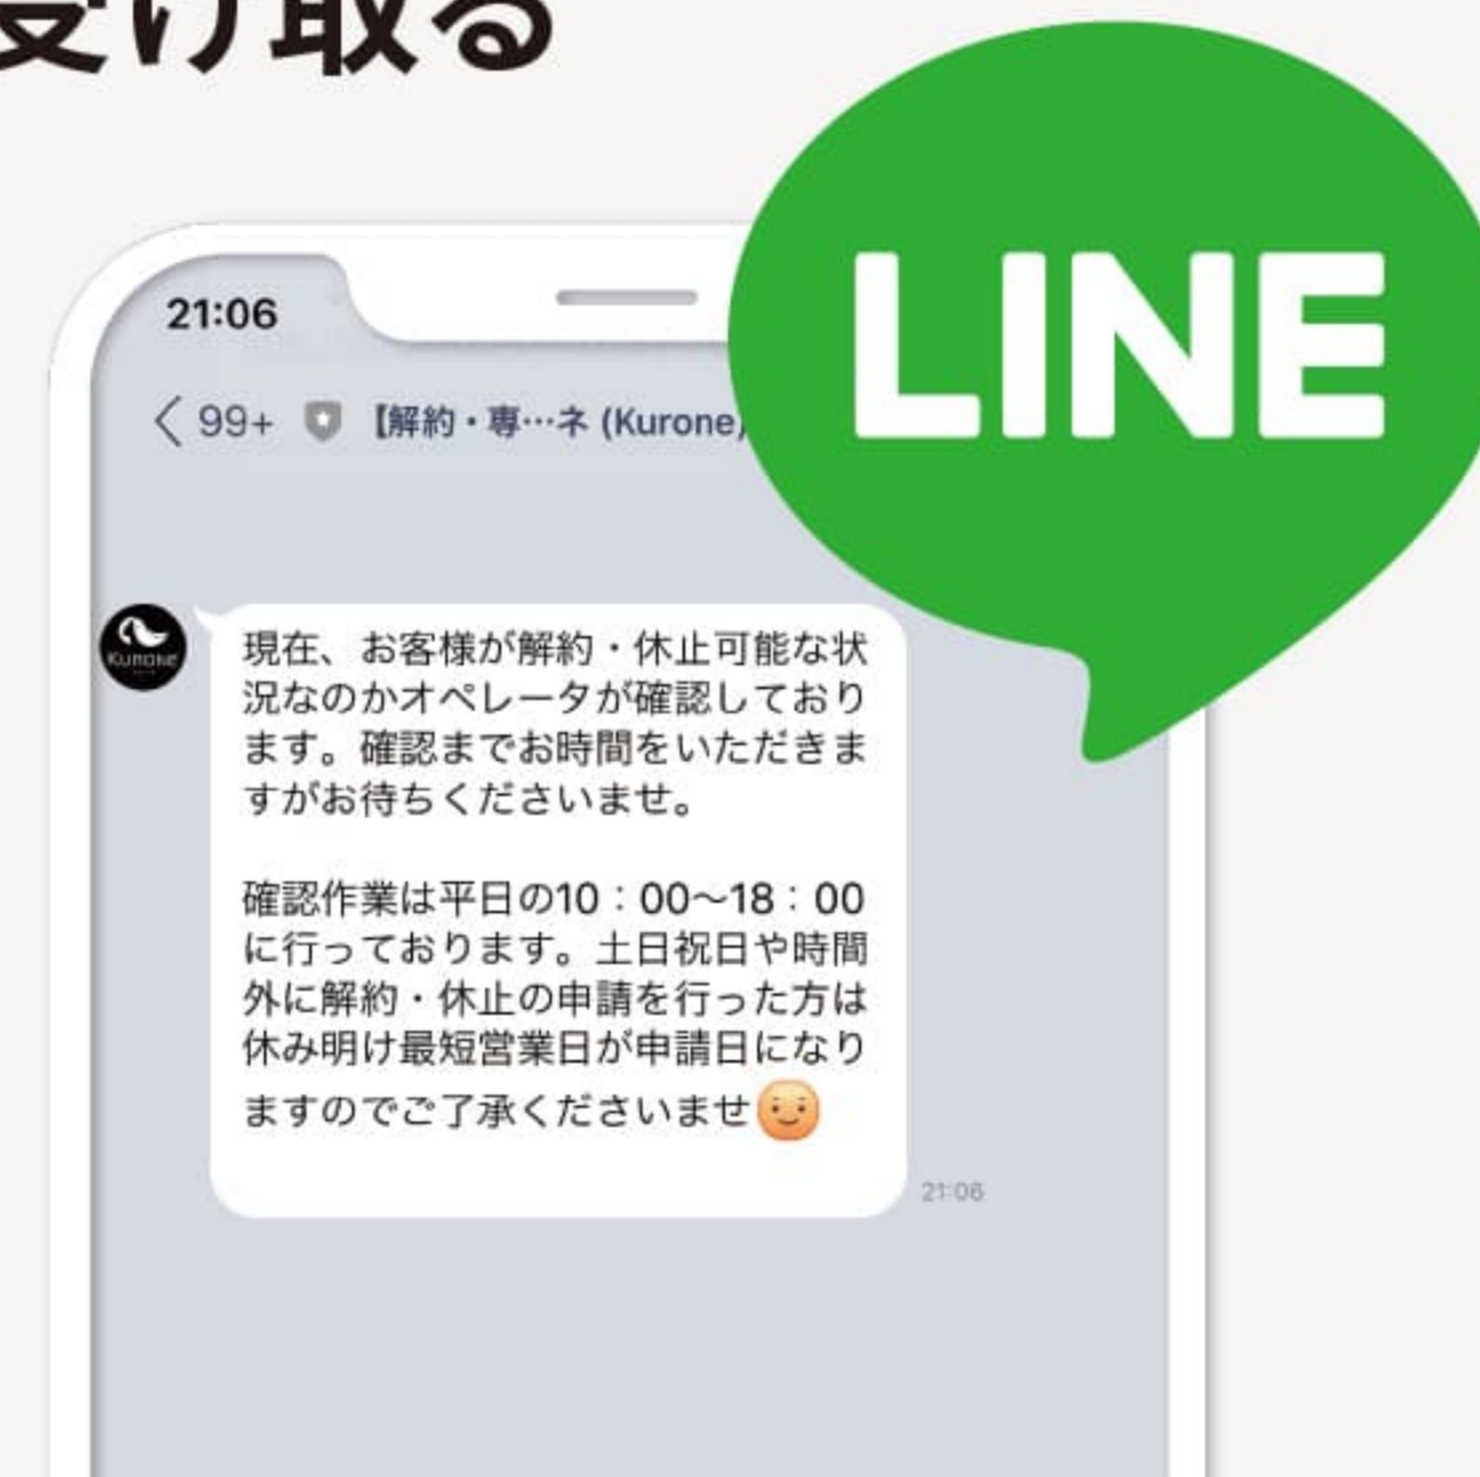 受け取る
LINE
21:06
99+ 【解約・専…ネ (Kurone)
Kurone
現在、お客様が解約・休止可能な状
況なのかオペレータが確認しており
ます。確認までお時間をいただきま
すがお待ちくださいませ。
確認作業は平日の10：00〜18：00
に行っております。土日祝日や時間
外に解約・休止の申請を行った方は
休み明け最短営業日が申請日になり
ますのでご了承くださいませ
21:06